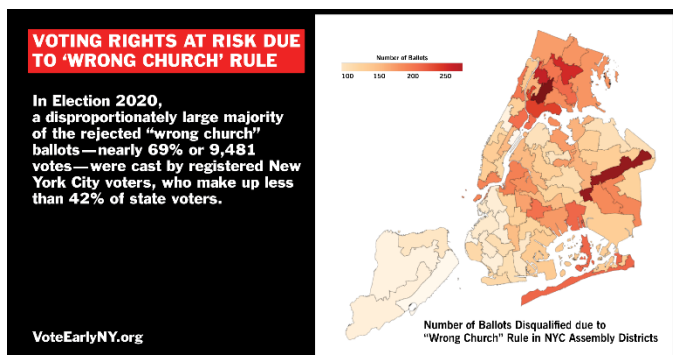 VOTING RIGHTS AT RISK DUE
TO ‘WRONG CHURCH’ RULE
In Election 2020,
a disproportionately large majority
of the rejected “wrong church”
ballots—nearly 69% or 9,481
votes—were cast by registered New
York City voters, who make up less
than 42% of state voters.
VoteEarlyNY.org
Number of Ballots
100 150 200 250
Number of Ballots Disqualified due to
“Wrong Church” Rule in NYC Assembly Districts